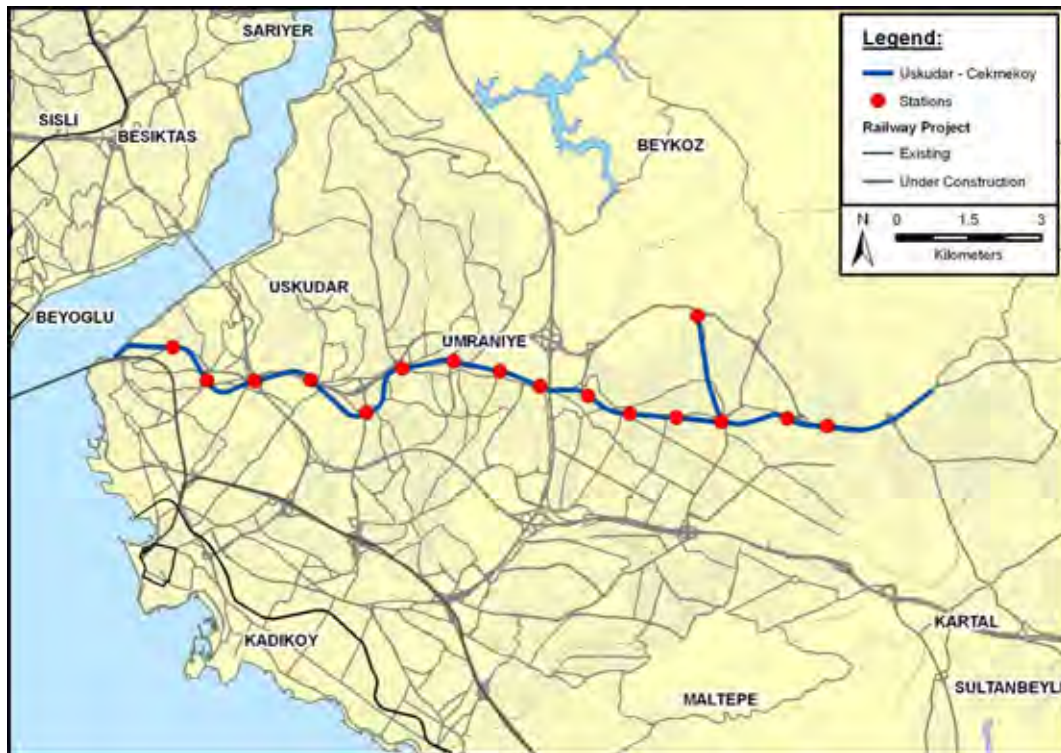 SARIYER
SISLI
BESIKTAS
BEYKOZ
USKUDAR
BEYOGLU
UMRANIYE
KADIKOY
KARTAL
MALTEPE
SULTANBEYLI
Legend:
Uskudar - Cekmekoy
Stations
Railway Project
Existing
Under Construction
N
0 1.5 3
Kilometers